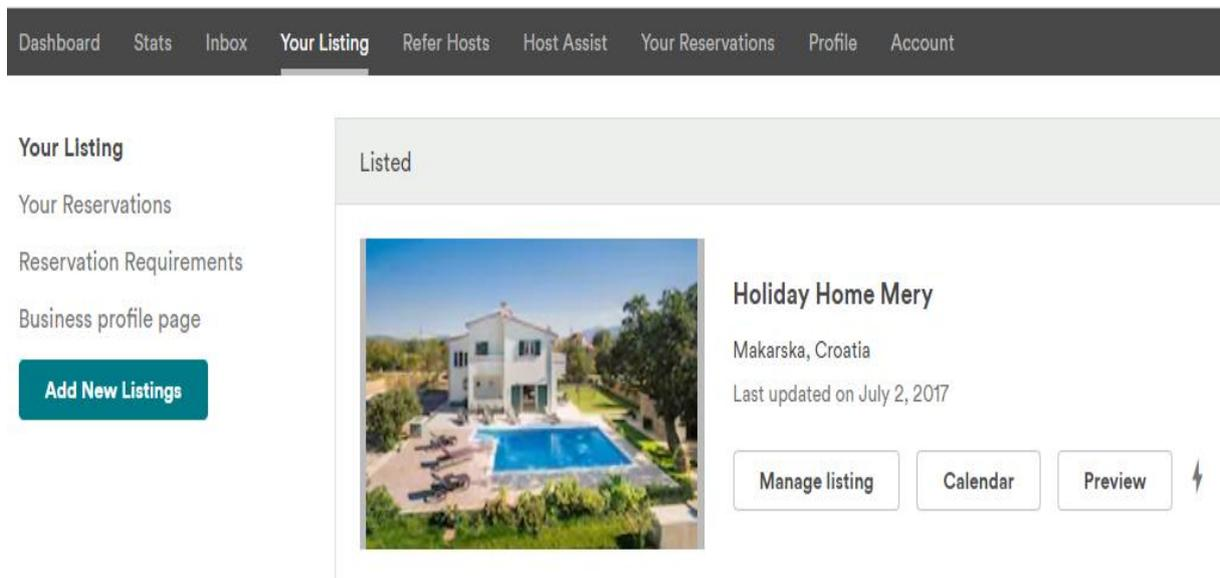 Dashboard Stats Inbox Your Listing Refer Hosts Host Assist Your Reservations Profile Account
Your Listing
Your Reservations
Reservation Requirements
Business profile page
Add New Listings
Listed
Holiday Home Mery
Makarska, Croatia
Last updated on July 2, 2017
Manage listing Calendar Preview